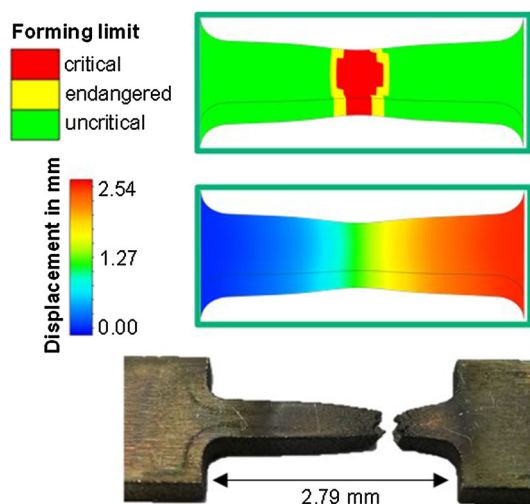 Forming limit
critical
endangered
uncritical
Displacement in mm
2.54
1.27
0.00
2.79 mm